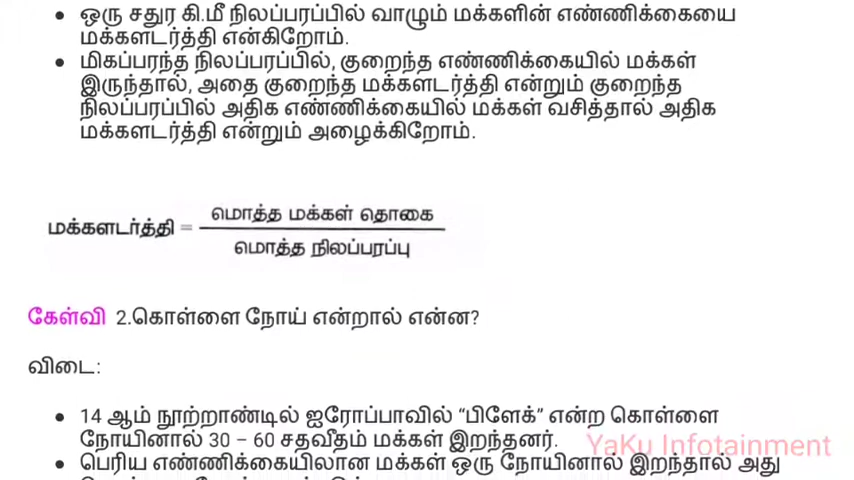 • ஒரு சதுர கி.மீ நிலப்பரப்பில் வாழும் மக்களின் எண்ணிக்கையை
மக்களடர்த்தி என்கிறோம்.
• மிகப்பரந்த நிலப்பரப்பில், குறைந்த எண்ணிக்கையில் மக்கள்
இருந்தால், அதை குறைந்த மக்களடர்த்தி என்றும் குறைந்த
நிலப்பரப்பில் அதிக எண்ணிக்கையில் மக்கள் வசித்தால் அதிக
மக்களடர்த்தி என்றும் அழைக்கிறோம்.
மொத்த மக்கள் தொகை
மக்களடர்த்தி =
மொத்த நிலப்பரப்பு
கேள்வி 2.கொள்ளை நோய் என்றால் என்ன?
விடை:
• 14 ஆம் நூற்றாண்டில் ஐரோப்பாவில் “பிளேக்” என்ற கொள்ளை
நோயினால் 30 – 60 சதவீதம் மக்கள் இறந்தனர்.
YaKu Infotainment
• பெரிய எண்ணிக்கையிலான மக்கள் ஒரு நோயினால் இறந்தால் அது